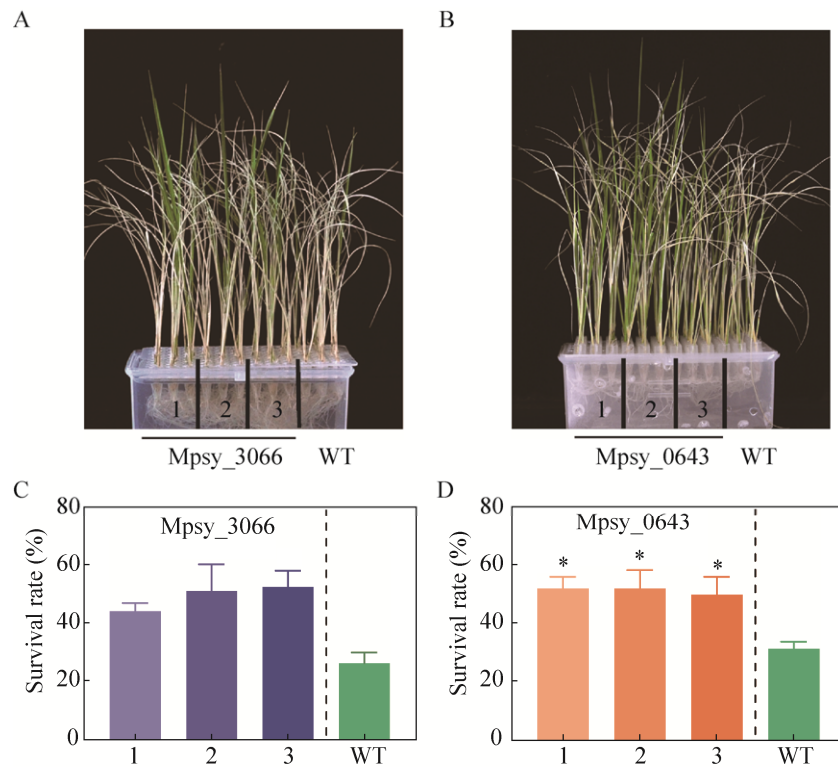 A
B
1 2 3
1 2 3
Mpsy_3066 WT
Mpsy_0643 WT
C
D
Survival rate (%)
80
60
40
20
0
Mpsy_3066
1 2 3 WT
Survival rate (%)
80
60
40
20
0
Mpsy_0643
* * *
1 2 3 WT